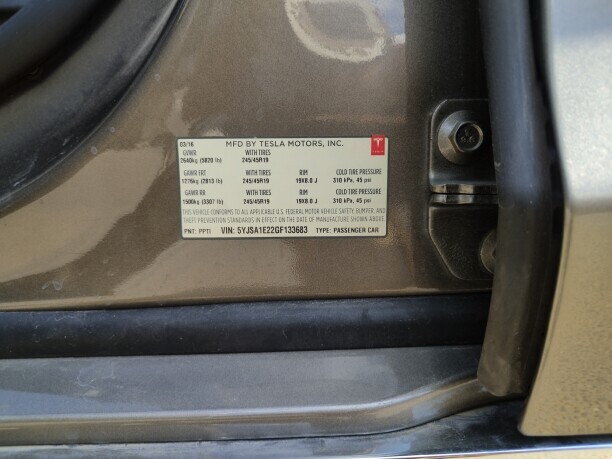 03/16 MFD BY TESLA MOTORS, INC.
GVWR WITH TIRES
2640kg (5820 lb) 245/45R19
GAWR FRT WITH TIRES RIM COLD TIRE PRESSURE
1276kg (2813 lb) 245/45R19 19X8.0 J 310 kPa, 45 psi
GAWR RR WITH TIRES RIM COLD TIRE PRESSURE
1500kg (3307 lb) 245/45R19 19X8.0 J 310 kPa, 45 psi
THIS VEHICLE CONFORMS TO ALL APPLICABLE U.S. FEDERAL MOTOR VEHICLE SAFETY, BUMPER, AND
THEFT PREVENTION STANDARDS IN EFFECT ON THE DATE OF MANUFACTURE SHOWN ABOVE.
PNT: PPTI VIN: 5YJSA1E22GF133683 TYPE: PASSENGER CAR